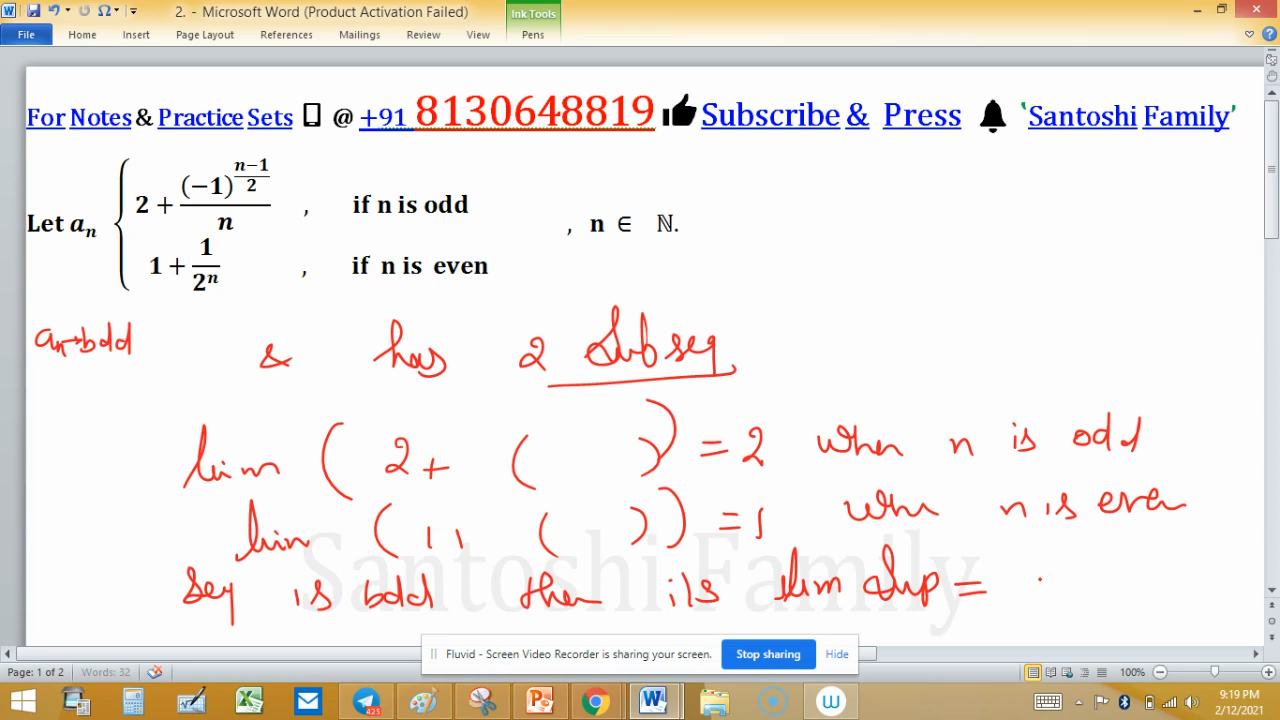 2. - Microsoft Word (Product Activation Failed)
Ink Tools
File Home Insert Page Layout References Mailings Review View Pens
For Notes & Practice Sets @ +91 8130648819 Subscribe & Press 'Santoshi Family'
Let aₙ { 2 + (−1)^((n−1)/2) / n , if n is odd
1 + 1/2ⁿ , if n is even , n ∈ ℕ.
aₙ→bdd & has 2 Subseq
lim ( 2 + ( ) ) = 2 when n is odd
lim ( 1, ( ) ) = 1 when n is even
Seq is bdd then its lim Sup =
Santoshi Family
Fluvid - Screen Video Recorder is sharing your screen. Stop sharing Hide
Page: 1 of 2 Words: 32 100%
425
9:19 PM
2/12/2021